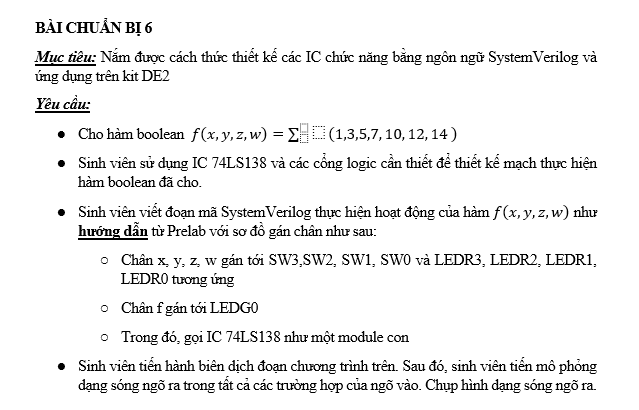 BÀI CHUẨN BỊ 6
Mục tiêu: Nắm được cách thức thiết kế các IC chức năng bằng ngôn ngữ SystemVerilog và
ứng dụng trên kit DE2
Yêu cầu:
● Cho hàm boolean f(x, y, z, w) = ∑ (1,3,5,7, 10, 12, 14 )
● Sinh viên sử dụng IC 74LS138 và các cổng logic cần thiết để thiết kế mạch thực hiện
hàm boolean đã cho.
● Sinh viên viết đoạn mã SystemVerilog thực hiện hoạt động của hàm f(x, y, z, w) như
hướng dẫn từ Prelab với sơ đồ gán chân như sau:
○ Chân x, y, z, w gán tới SW3,SW2, SW1, SW0 và LEDR3, LEDR2, LEDR1,
LEDR0 tương ứng
○ Chân f gán tới LEDG0
○ Trong đó, gọi IC 74LS138 như một module con
● Sinh viên tiến hành biên dịch đoạn chương trình trên. Sau đó, sinh viên tiến mô phỏng
dạng sóng ngõ ra trong tất cả các trường hợp của ngõ vào. Chụp hình dạng sóng ngõ ra.